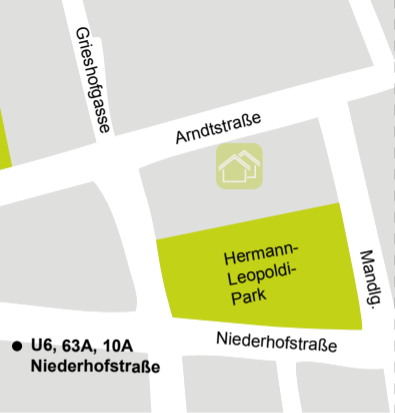 Grieshofgasse
Arndtstraße
Hermann-
Leopoldi-
Park
Mandlg.
Niederhofstraße
U6, 63A, 10A
Niederhofstraße